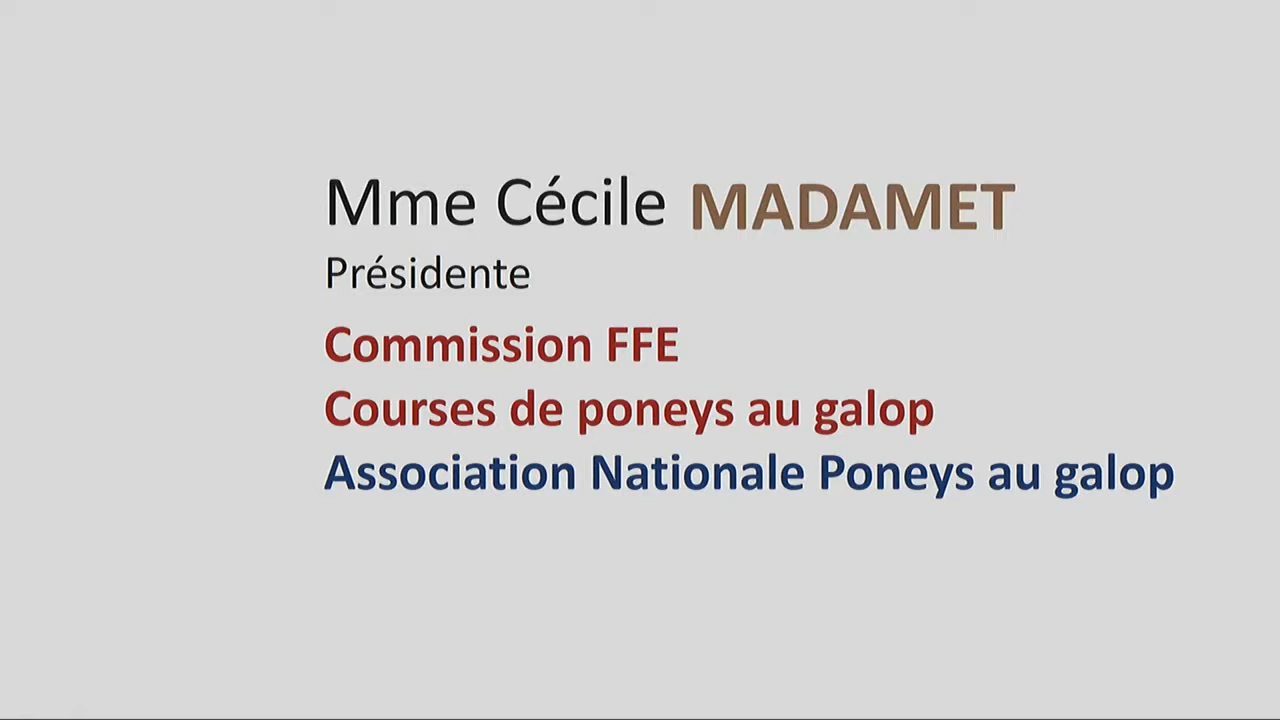 Mme Cécile MADAMET
Présidente
Commission FFE
Courses de poneys au galop
Association Nationale Poneys au galop